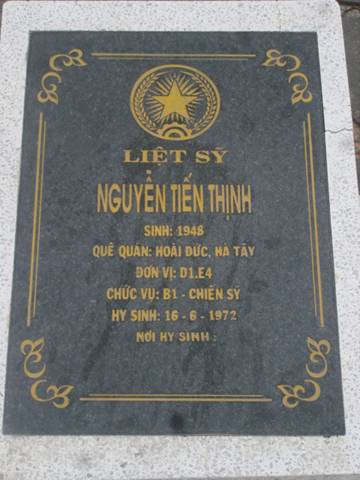 LIỆT SỸ
NGUYỄN TIẾN THỊNH
SINH: 1948
QUÊ QUÁN: HOÀI ĐỨC, HÀ TÂY
ĐƠN VỊ: D1.E4
CHỨC VỤ: B1 - CHIẾN SỸ
HY SINH: 16 - 6 - 1972
NƠI HY SINH :